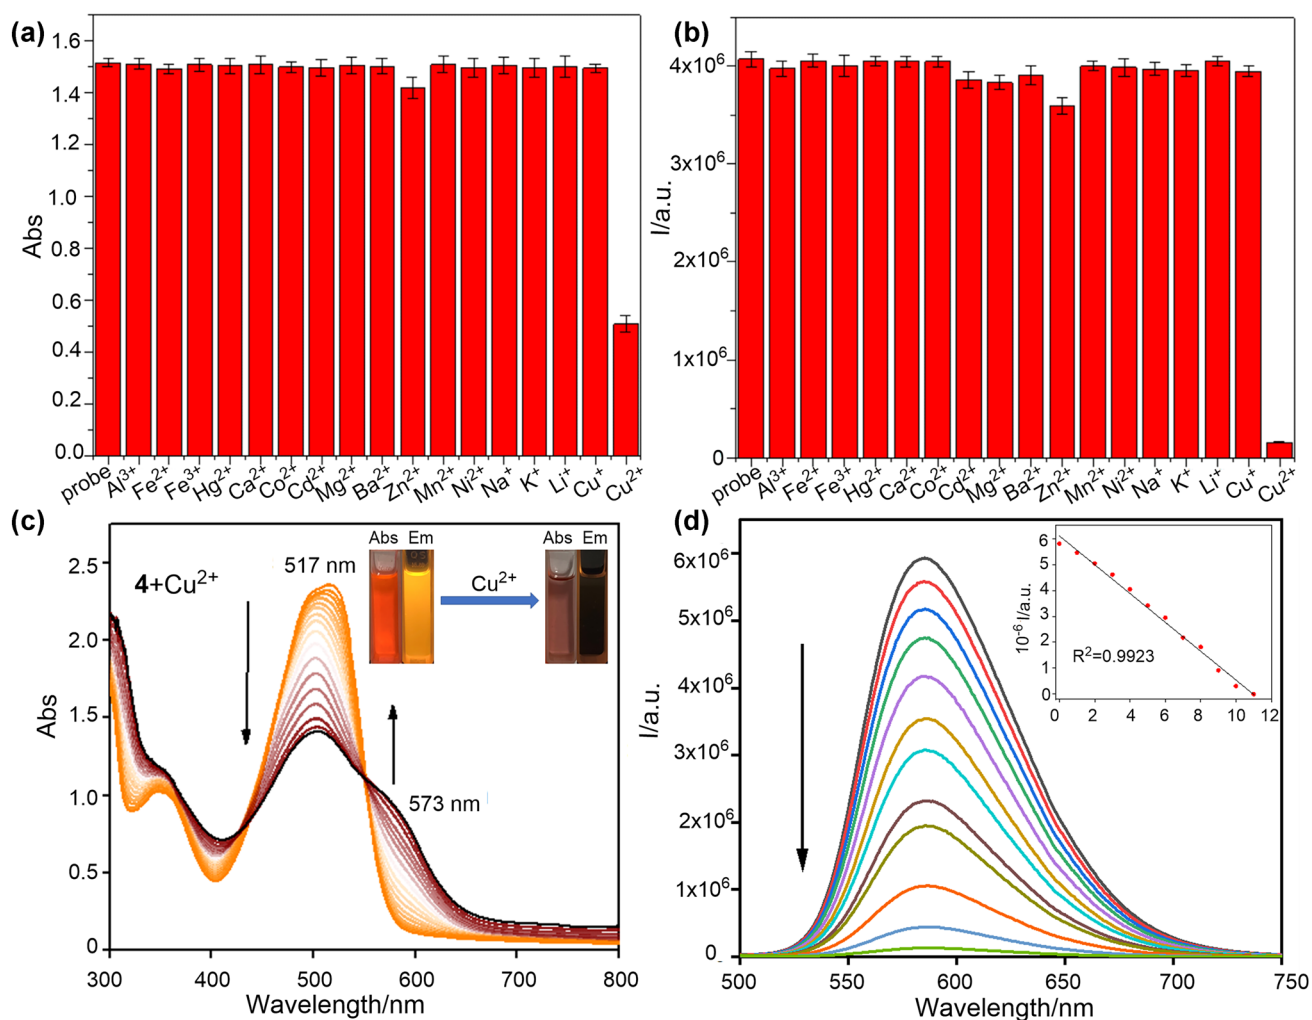 (a)
1.6
1.4
1.2
1.0
0.8
0.6
0.4
0.2
0.0
Abs
probe Al³⁺ Fe²⁺ Fe³⁺ Hg²⁺ Ca²⁺ Co²⁺ Cd²⁺ Mg²⁺ Ba²⁺ Zn²⁺ Mn²⁺ Ni²⁺ Na⁺ K⁺ Li⁺ Cu⁺ Cu²⁺
(b)
4x10⁶
3x10⁶
2x10⁶
1x10⁶
0
I/a.u.
probe Al³⁺ Fe²⁺ Fe³⁺ Hg²⁺ Ca²⁺ Co²⁺ Cd²⁺ Mg²⁺ Ba²⁺ Zn²⁺ Mn²⁺ Ni²⁺ Na⁺ K⁺ Li⁺ Cu⁺ Cu²⁺
(c)
2.5
2.0
1.5
1.0
0.5
0
Abs
4+Cu²⁺
517 nm
Abs Em
Cu²⁺
Abs Em
573 nm
300 400 500 600 700 800
Wavelength/nm
(d)
6x10⁶
5x10⁶
4x10⁶
3x10⁶
2x10⁶
1x10⁶
0
I/a.u.
6
5
4
3
2
1
0
10⁻⁶ I/a.u.
R²=0.9923
0 2 4 6 8 10 12
500 550 600 650 700 750
Wavelength/nm